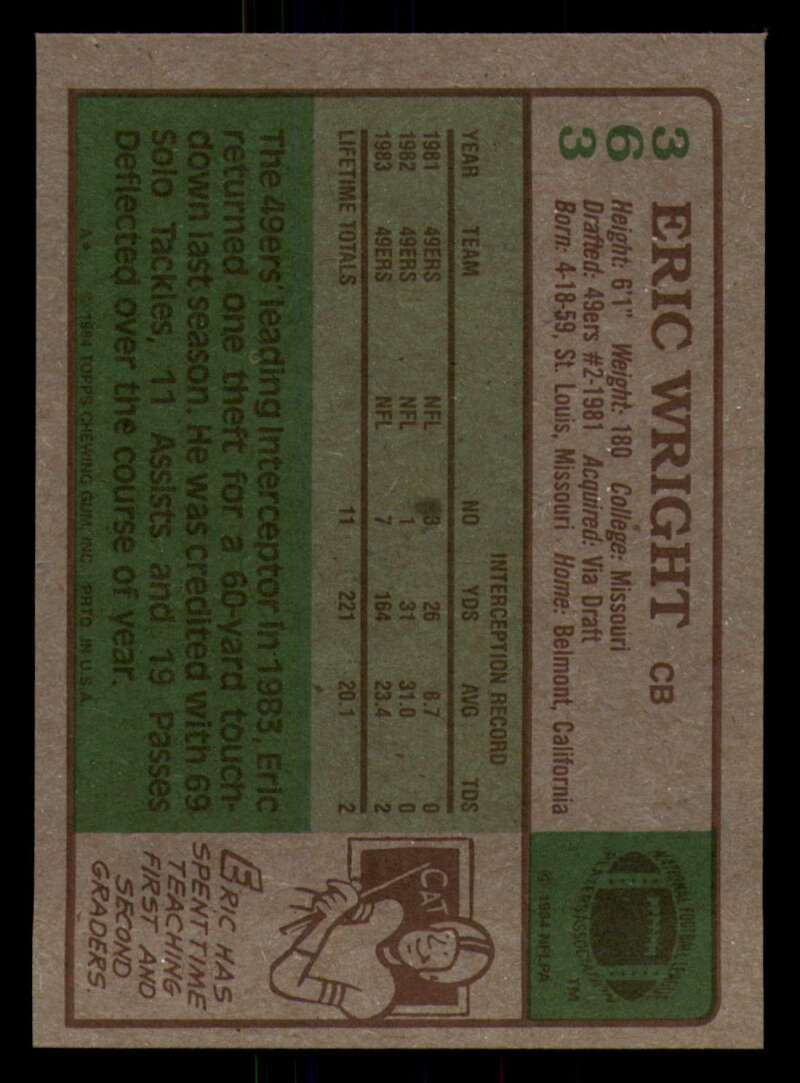 363
ERIC WRIGHT CB
Height: 6'1" Weight: 180 College: Missouri
Drafted: 49ers #2-1981 Acquired: Via Draft
Born: 4-18-59, St. Louis, Missouri Home: Belmont, California
NATIONAL FOOTBALL LEAGUE
PLAYERS ASSOCIATION
TM
© 1984 NFLPA
INTERCEPTION RECORD
YEAR TEAM NO YDS AVG TDS
1981 49ERS NFL 3 26 8.7 0
1982 49ERS NFL 1 31 31.0 0
1983 49ERS NFL 7 164 23.4 2
LIFETIME TOTALS 11 221 20.1 2
The 49ers' leading Interceptor in 1983, Eric
returned one theft for a 60-yard touch-
down last season. He was credited with 69
Solo Tackles, 11 Assists and 19 Passes
Deflected over the course of year.
A* © 1984 TOPPS CHEWING GUM, INC. PRTD. IN U.S.A.
CAT
ERIC HAS
SPENT TIME
TEACHING
FIRST AND
SECOND
GRADERS.